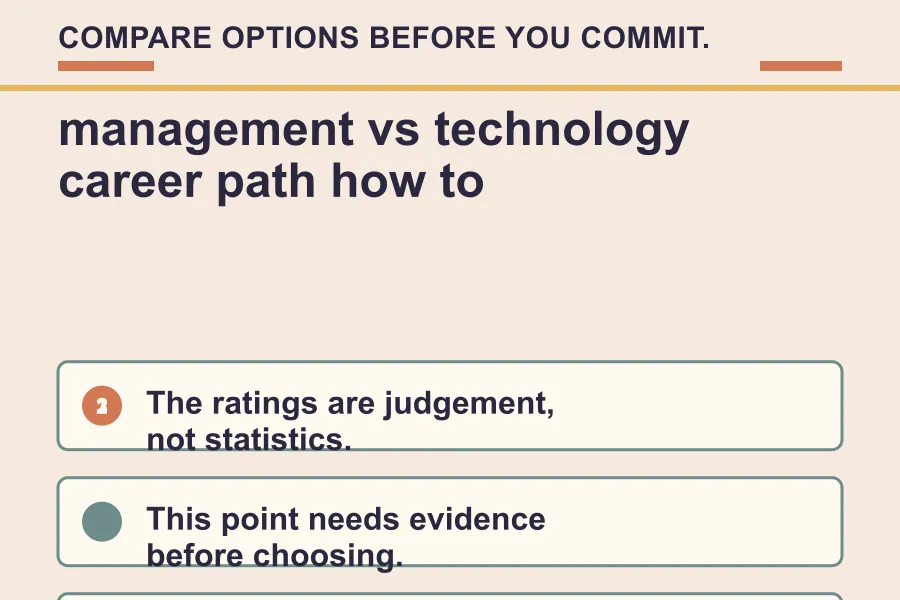 COMPARE OPTIONS BEFORE YOU COMMIT.
management vs technology
career path how to
The ratings are judgement,
not statistics.
This point needs evidence
before choosing.